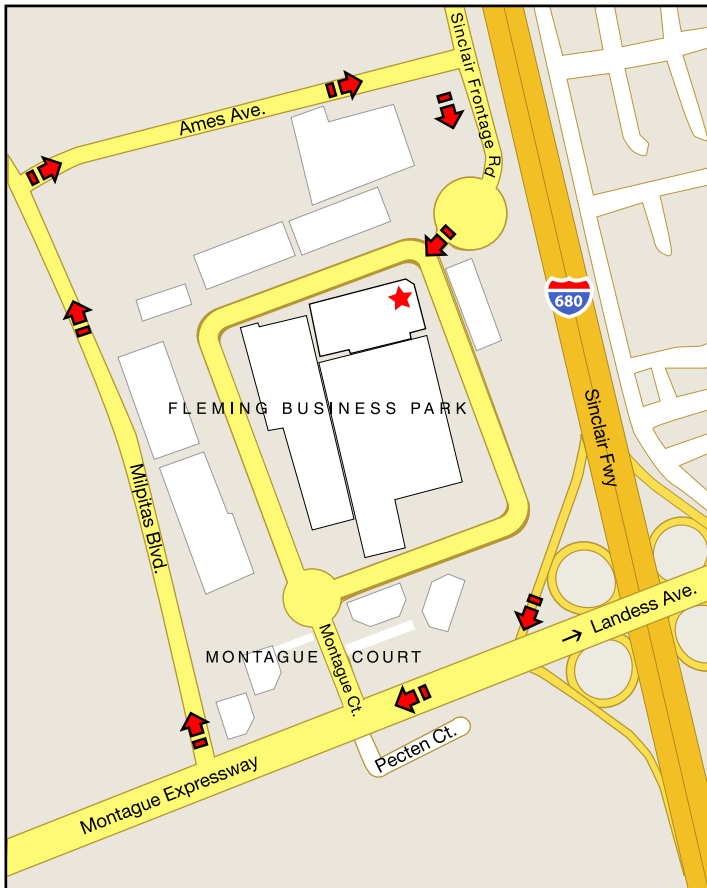 Sinclair Frontage Rd
Ames Ave.
680
Sinclair Fwy
FLEMING BUSINESS PARK
Milpitas Blvd.
→ Landess Ave.
MONTAGUE COURT
Montague Ct.
Pecten Ct.
Montague Expressway